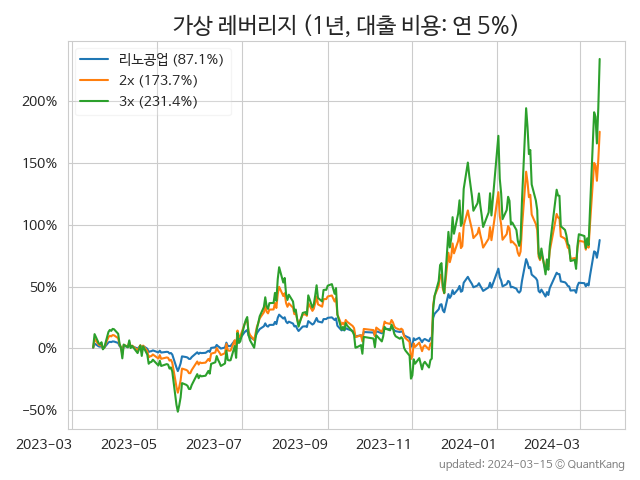 가상 레버리지 (1년, 대출 비용: 연 5%)
리노공업 (87.1%)
2x (173.7%)
3x (231.4%)
200%
150%
100%
50%
0%
−50%
2023-03 2023-05 2023-07 2023-09 2023-11 2024-01 2024-03
updated: 2024-03-15 © QuantKang